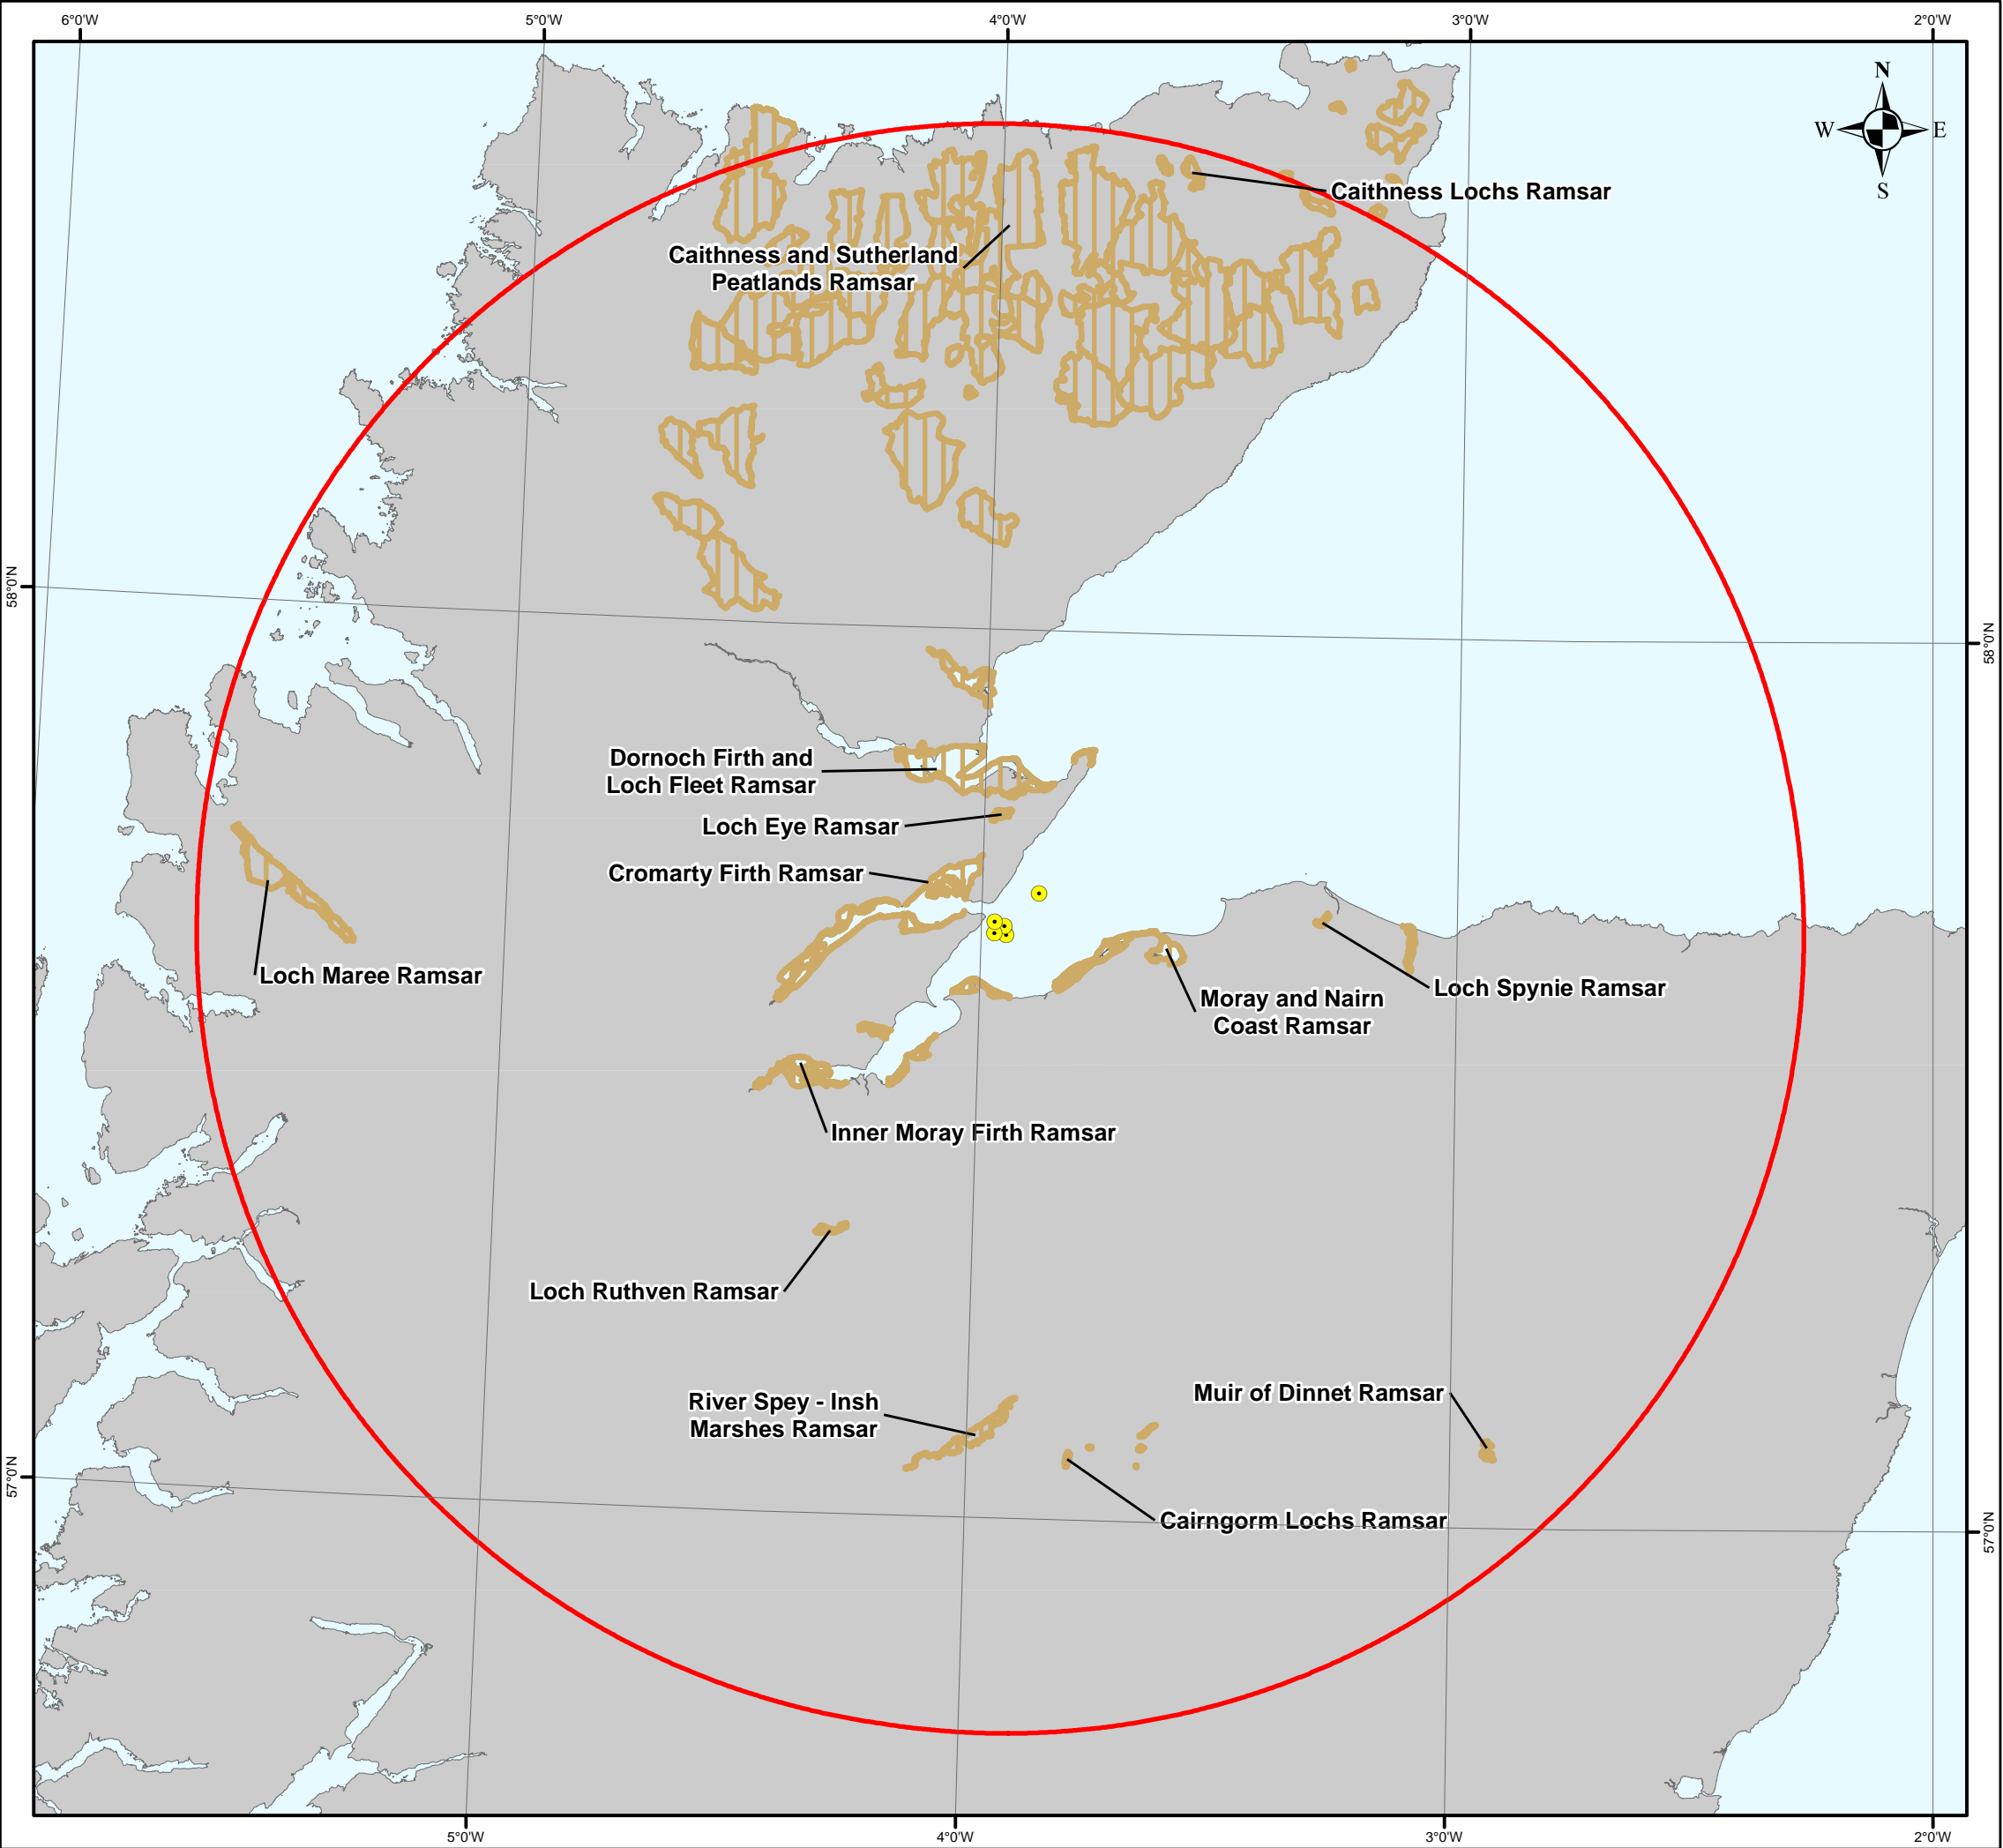 6°0'W
5°0'W
4°0'W
3°0'W
2°0'W
N
W
E
S
Caithness Lochs Ramsar
Caithness and Sutherland
Peatlands Ramsar
58°0'N
58°0'N
Dornoch Firth and
Loch Fleet Ramsar
Loch Eye Ramsar
Cromarty Firth Ramsar
Loch Maree Ramsar
Loch Spynie Ramsar
Moray and Nairn
Coast Ramsar
Inner Moray Firth Ramsar
Loch Ruthven Ramsar
Muir of Dinnet Ramsar
River Spey - Insh
Marshes Ramsar
57°0'N
Cairngorm Lochs Ramsar
57°0'N
5°0'W
4°0'W
3°0'W
2°0'W